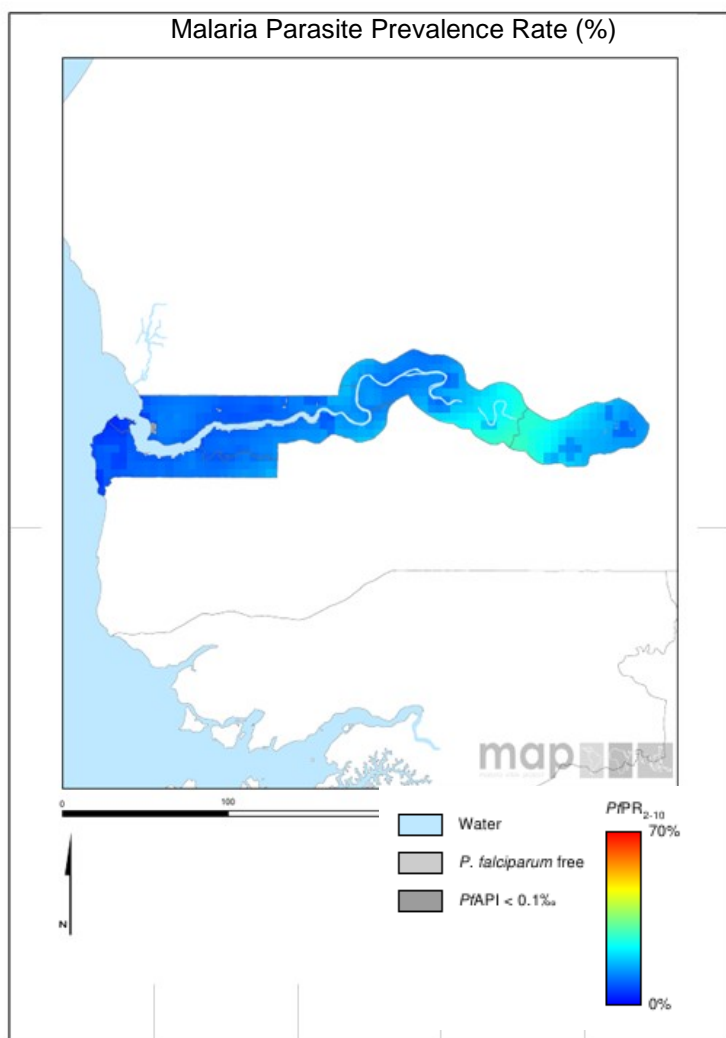 Malaria Parasite Prevalence Rate (%)
map
0 100
Water
P. falciparum free
PfAPI < 0.1‰
PfPR2-10
70%
0%
N